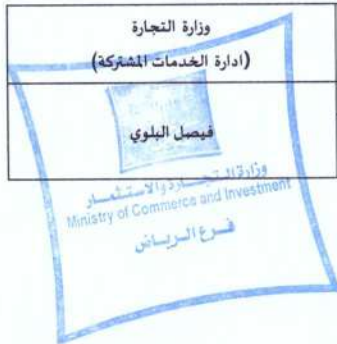 وزارة التجارة
(ادارة الخدمات المشتركة)
فيصل البلوي
وزارة التجارة والاستثمار
Ministry of Commerce and Investment
فرع الرياض